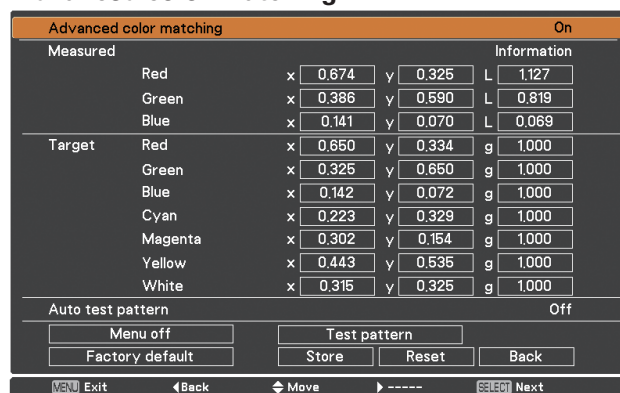 Advanced color matching On
Measured Information
Red x 0.674 y 0.325 L 1.127
Green x 0.386 y 0.590 L 0.819
Blue x 0.141 y 0.070 L 0.069
Target Red x 0.650 y 0.334 g 1.000
Green x 0.325 y 0.650 g 1.000
Blue x 0.142 y 0.072 g 1.000
Cyan x 0.223 y 0.329 g 1.000
Magenta x 0.302 y 0.154 g 1.000
Yellow x 0.443 y 0.535 g 1.000
White x 0.315 y 0.325 g 1.000
Auto test pattern Off
Menu off Test pattern
Factory default Store Reset Back
MENU Exit Back Move ----- SELECT Next